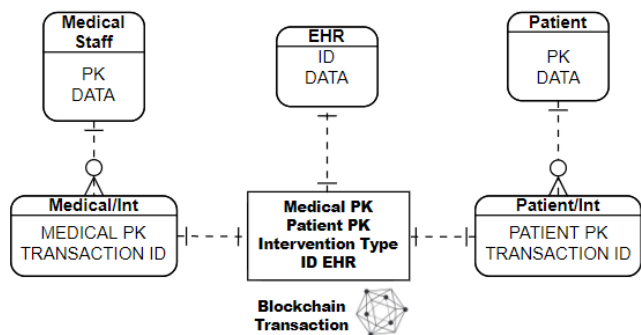 Medical
Staff
PK
DATA
EHR
ID
DATA
Patient
PK
DATA
Medical/Int
MEDICAL PK
TRANSACTION ID
Medical PK
Patient PK
Intervention Type
ID EHR
Patient/Int
PATIENT PK
TRANSACTION ID
Blockchain
Transaction